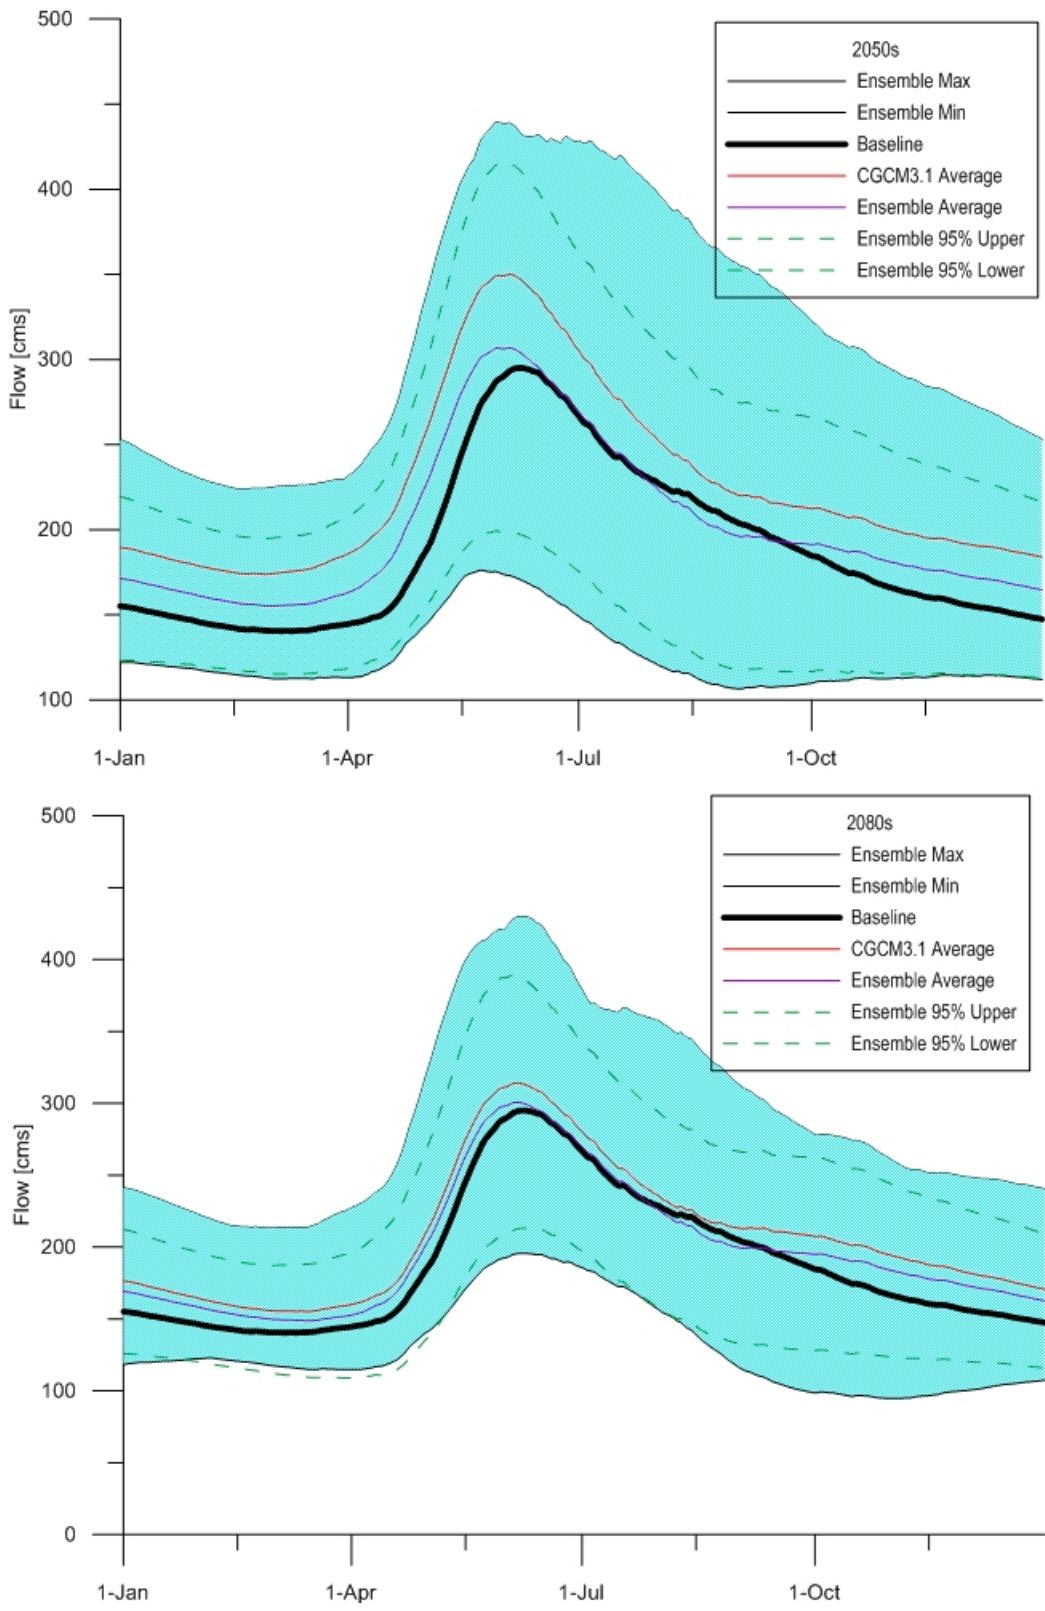 500
2050s
Ensemble Max
Ensemble Min
Baseline
CGCM3.1 Average
Ensemble Average
Ensemble 95% Upper
Ensemble 95% Lower
400
300
Flow [cms]
200
100
1-Jan 1-Apr 1-Jul 1-Oct
500
2080s
Ensemble Max
Ensemble Min
Baseline
CGCM3.1 Average
Ensemble Average
Ensemble 95% Upper
Ensemble 95% Lower
400
300
Flow [cms]
200
100
0
1-Jan 1-Apr 1-Jul 1-Oct